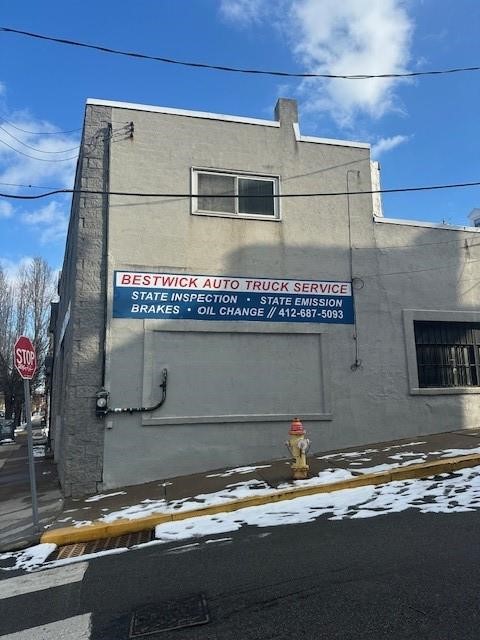 BESTWICK AUTO TRUCK SERVICE
STATE INSPECTION • STATE EMISSION
BRAKES • OIL CHANGE // 412-687-5093
STOP